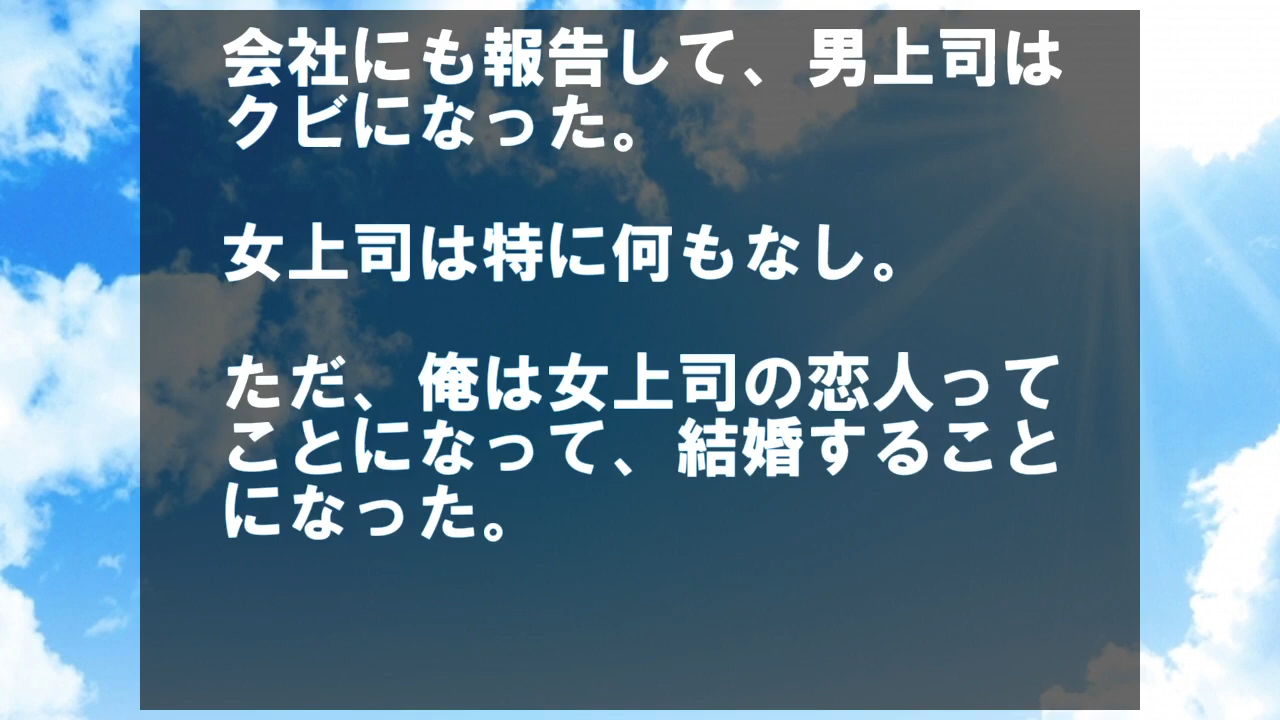 会社にも報告して、男上司は
クビになった。
女上司は特に何もなし。
ただ、俺は女上司の恋人って
ことになって、結婚すること
になった。